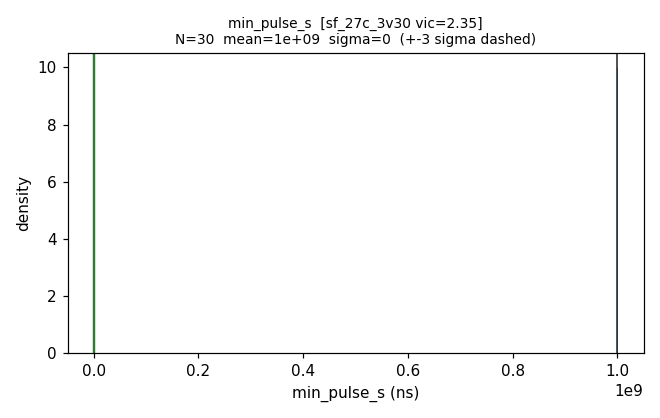 min_pulse_s  [sf_27c_3v30 vic=2.35]
N=30  mean=1e+09  sigma=0  (+-3 sigma dashed)
density
10
8
6
4
2
0
0.0 0.2 0.4 0.6 0.8 1.0
1e9
min_pulse_s (ns)